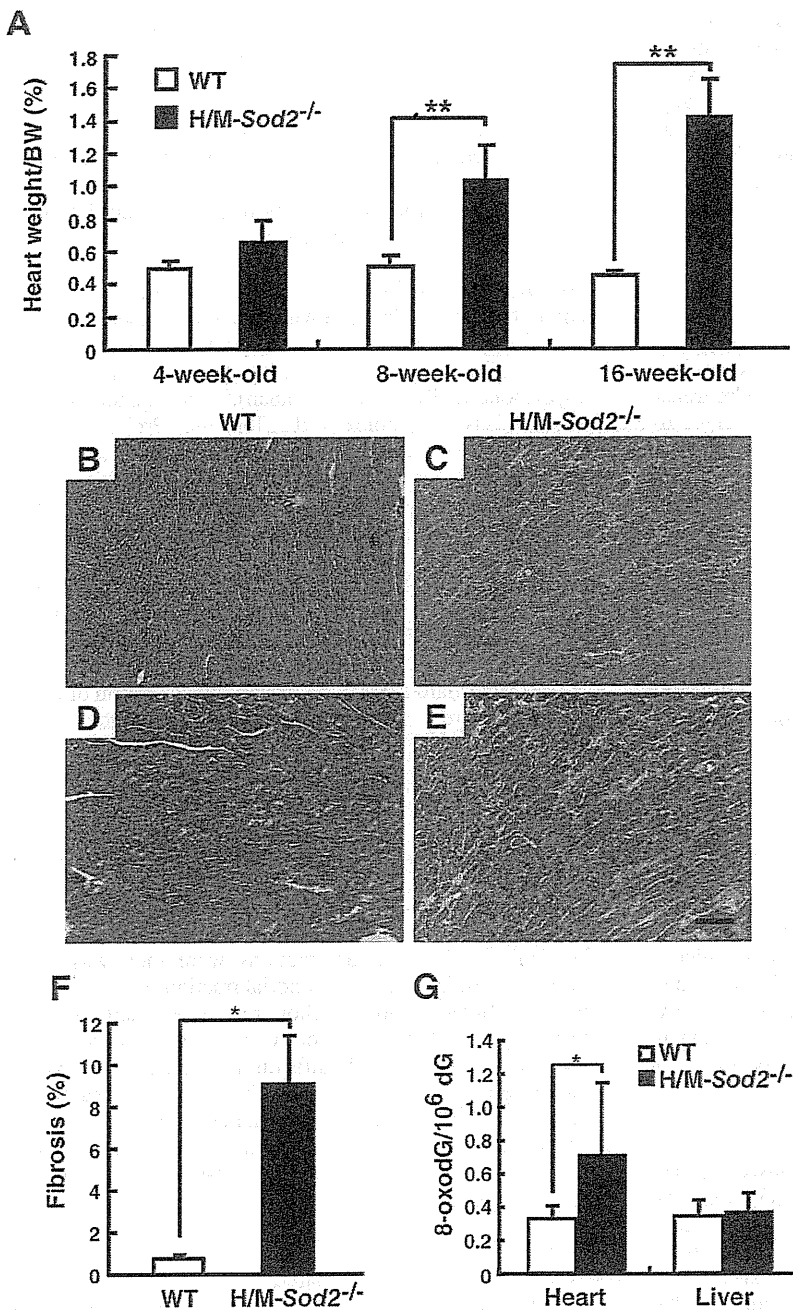 A
Heart weight/BW (%)
1.8
1.6
1.4
1.2
1.0
0.8
0.6
0.4
0.2
0
WT
H/M-Sod2-/-
**
**
4-week-old
8-week-old
16-week-old
WT
H/M-Sod2-/-
B
C
D
E
F
Fibrosis (%)
12
10
8
6
4
2
0
*
WT
H/M-Sod2-/-
G
8-oxodG/10⁶ dG
1.4
1.2
1.0
0.8
0.6
0.4
0.2
0
*
WT
H/M-Sod2-/-
Heart
Liver